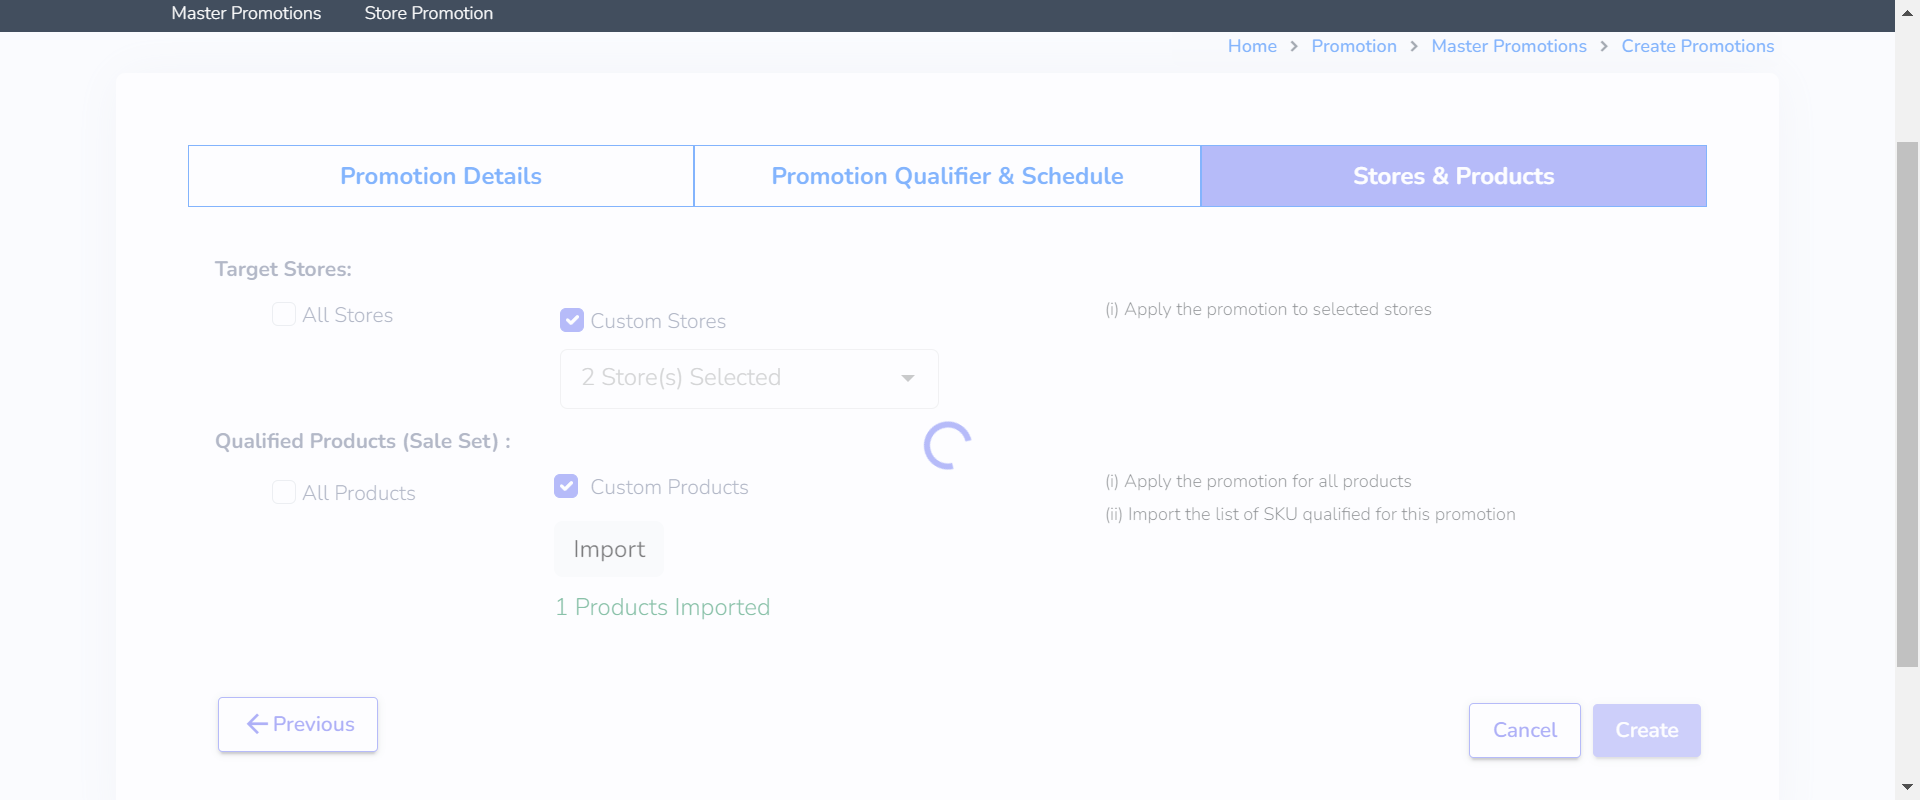 Master Promotions Store Promotion
Home Promotion Master Promotions Create Promotions
Promotion Details Promotion Qualifier & Schedule Stores & Products
Target Stores:
All Stores Custom Stores (i) Apply the promotion to selected stores
2 Store(s) Selected
Qualified Products (Sale Set) :
All Products Custom Products (i) Apply the promotion for all products
(ii) Import the list of SKU qualified for this promotion
Import
1 Products Imported
Previous Cancel Create